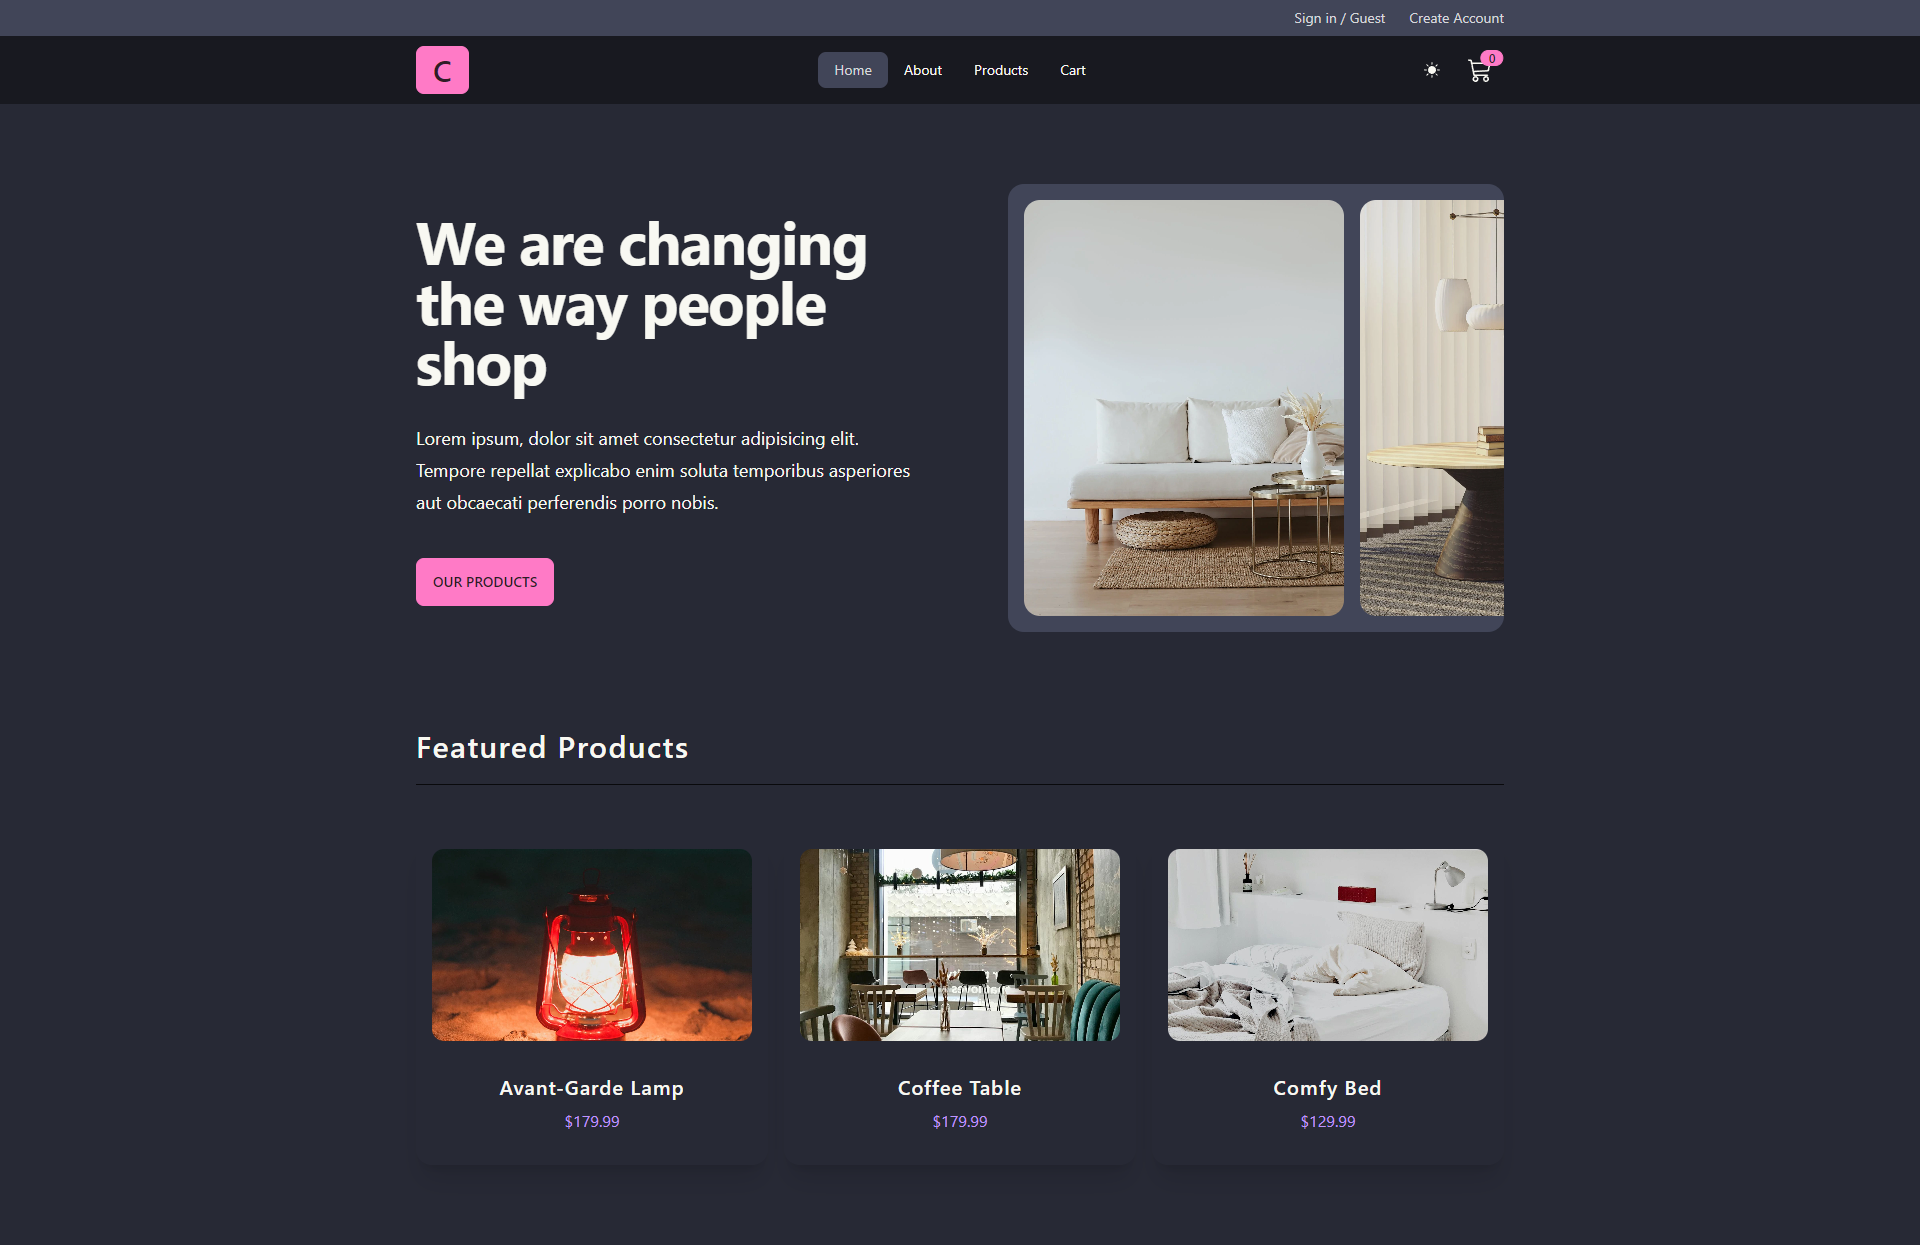 Sign in / Guest
Create Account
C
Home
About
Products
Cart
0
We are changing
the way people
shop
Lorem ipsum, dolor sit amet consectetur adipisicing elit.
Tempore repellat explicabo enim soluta temporibus asperiores
aut obcaecati perferendis porro nobis.
OUR PRODUCTS
Featured Products
Avant-Garde Lamp
$179.99
Coffee Table
$179.99
Comfy Bed
$129.99